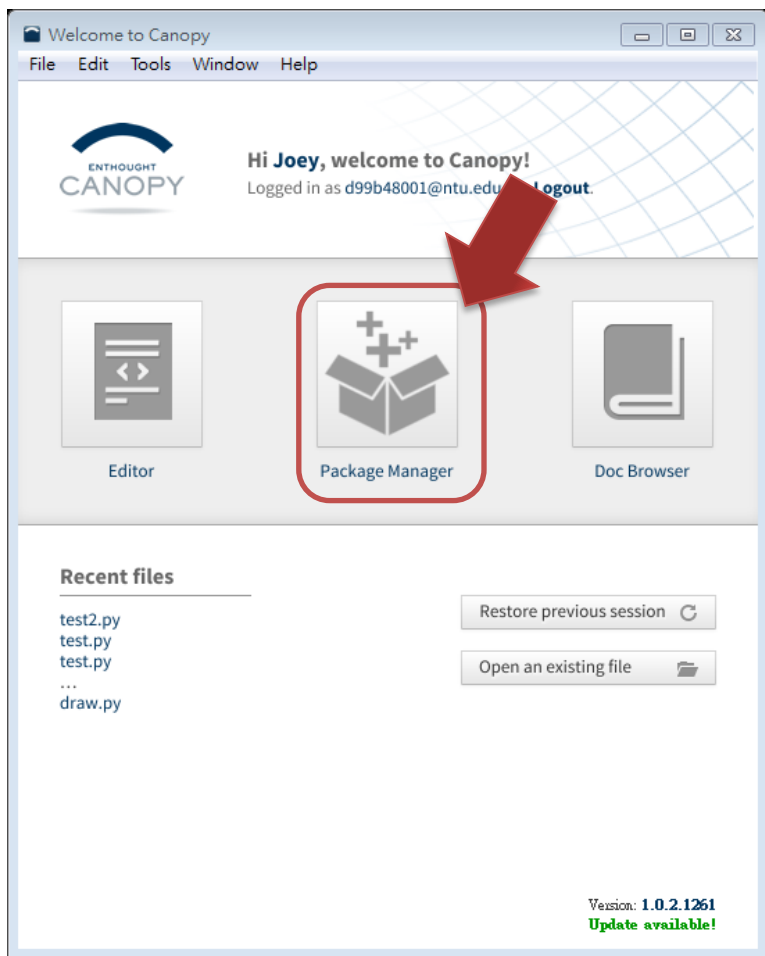 Welcome to Canopy
File Edit Tools Window Help
ENTHOUGHT
CANOPY
Hi Joey, welcome to Canopy!
Logged in as d99b48001@ntu.edu Logout.
Editor
Package Manager
Doc Browser
Recent files
test2.py
test.py
test.py
...
draw.py
Restore previous session
Open an existing file
Version: 1.0.2.1261
Update available!